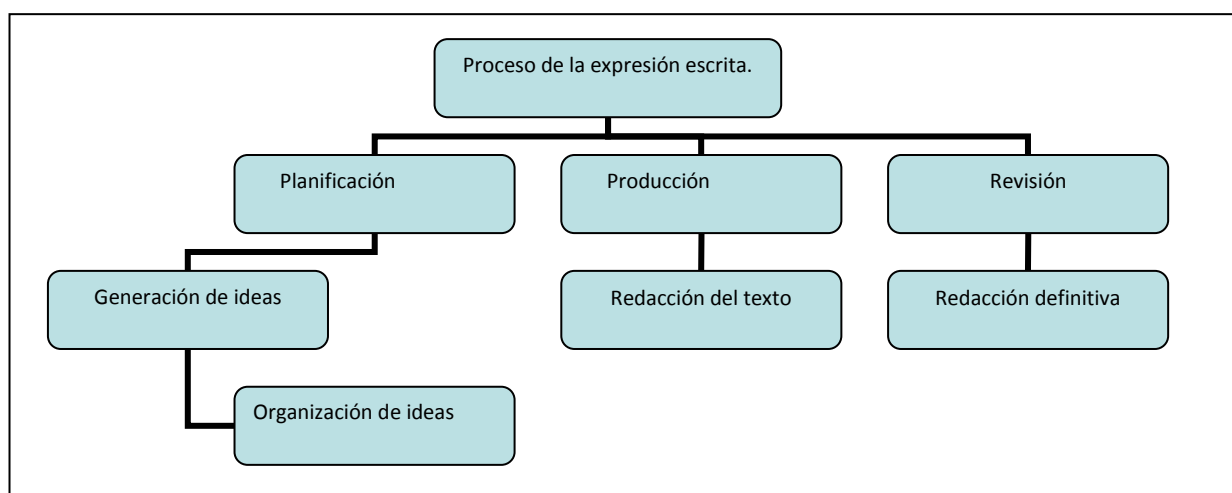 Proceso de la expresión escrita.
Planificación
Producción
Revisión
Generación de ideas
Redacción del texto
Redacción definitiva
Organización de ideas